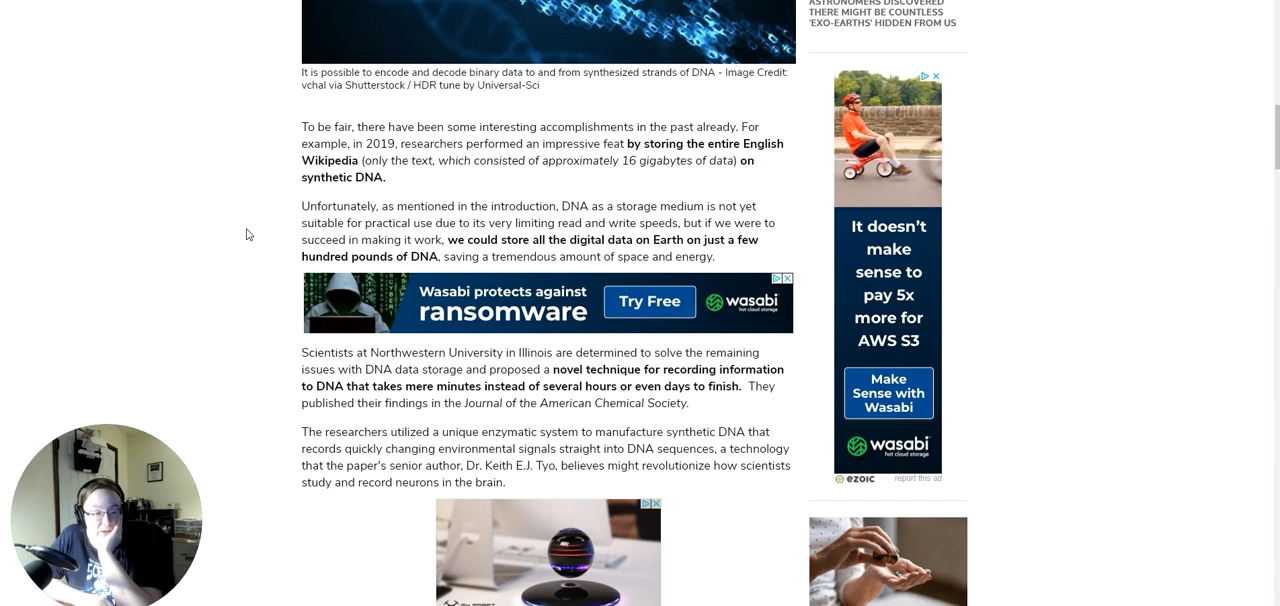 ASTRONOMERS DISCOVERED
THERE MIGHT BE COUNTLESS
'EXO-EARTHS' HIDDEN FROM US
It is possible to encode and decode binary data to and from synthesized strands of DNA - Image Credit:
vchal via Shutterstock / HDR tune by Universal-Sci
To be fair, there have been some interesting accomplishments in the past already. For
example, in 2019, researchers performed an impressive feat by storing the entire English
Wikipedia (only the text, which consisted of approximately 16 gigabytes of data) on
synthetic DNA.
Unfortunately, as mentioned in the introduction, DNA as a storage medium is not yet
suitable for practical use due to its very limiting read and write speeds, but if we were to
succeed in making it work, we could store all the digital data on Earth on just a few
hundred pounds of DNA, saving a tremendous amount of space and energy.
Wasabi protects against
ransomware
Try Free
wasabi
hot cloud storage
Scientists at Northwestern University in Illinois are determined to solve the remaining
issues with DNA data storage and proposed a novel technique for recording information
to DNA that takes mere minutes instead of several hours or even days to finish. They
published their findings in the Journal of the American Chemical Society.
The researchers utilized a unique enzymatic system to manufacture synthetic DNA that
records quickly changing environmental signals straight into DNA sequences, a technology
that the paper's senior author, Dr. Keith E.J. Tyo, believes might revolutionize how scientists
study and record neurons in the brain.
It doesn't
make
sense to
pay 5x
more for
AWS S3
Make
Sense with
Wasabi
wasabi
hot cloud storage
ezoic
report this ad